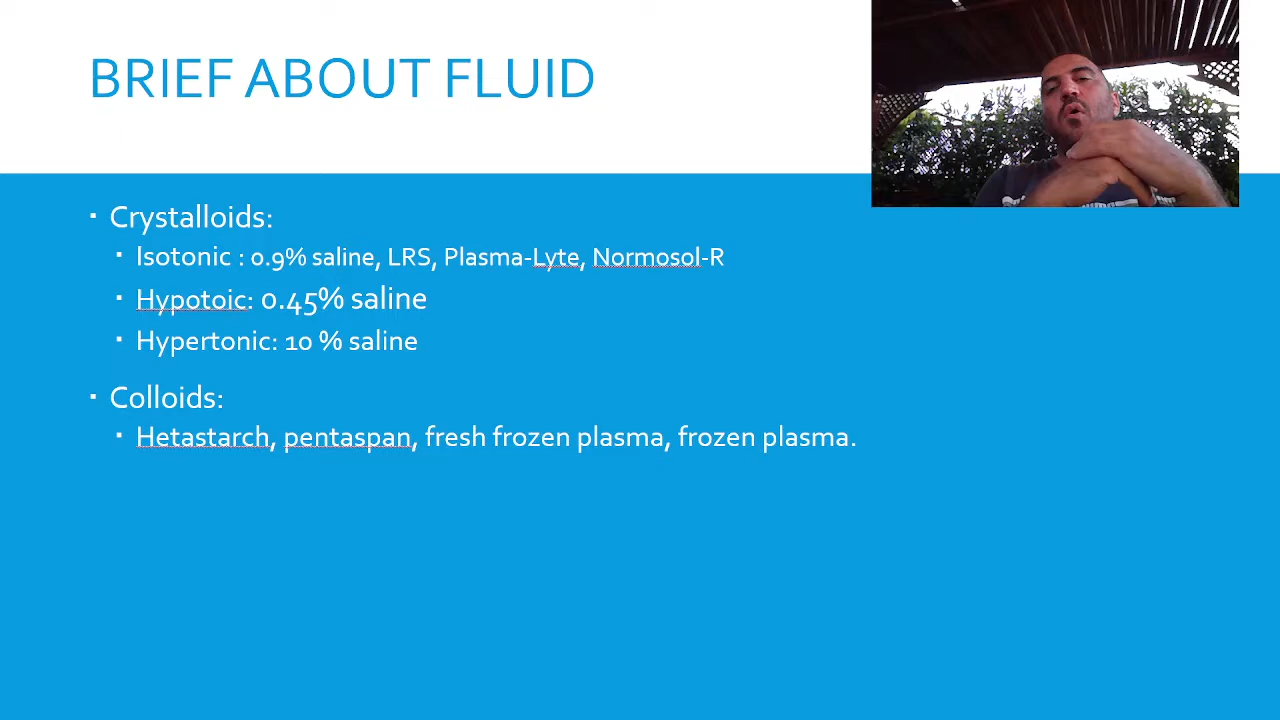 BRIEF ABOUT FLUID
▪ Crystalloids:
▪ Isotonic : 0.9% saline, LRS, Plasma-Lyte, Normosol-R
▪ Hypotoic: 0.45% saline
▪ Hypertonic: 10 % saline
▪ Colloids:
▪ Hetastarch, pentaspan, fresh frozen plasma, frozen plasma.